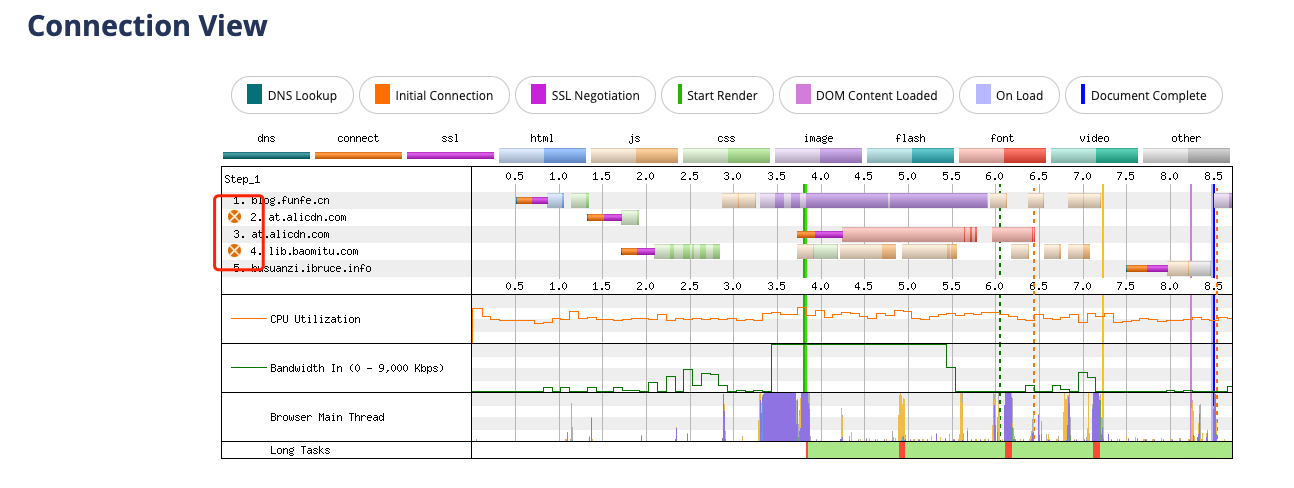 Connection View
DNS Lookup Initial Connection SSL Negotiation Start Render DOM Content Loaded On Load Document Complete
dns connect ssl html js css image flash font video other
Step_1 0.5 1.0 1.5 2.0 2.5 3.0 3.5 4.0 4.5 5.0 5.5 6.0 6.5 7.0 7.5 8.0 8.5
1. blog.funfe.cn
2. at.alicdn.com
3. at.alicdn.com
4. lib.baomitu.com
5. busuanzi.ibruce.info
0.5 1.0 1.5 2.0 2.5 3.0 3.5 4.0 4.5 5.0 5.5 6.0 6.5 7.0 7.5 8.0 8.5
CPU Utilization
Bandwidth In (0 - 9,000 Kbps)
Browser Main Thread
Long Tasks